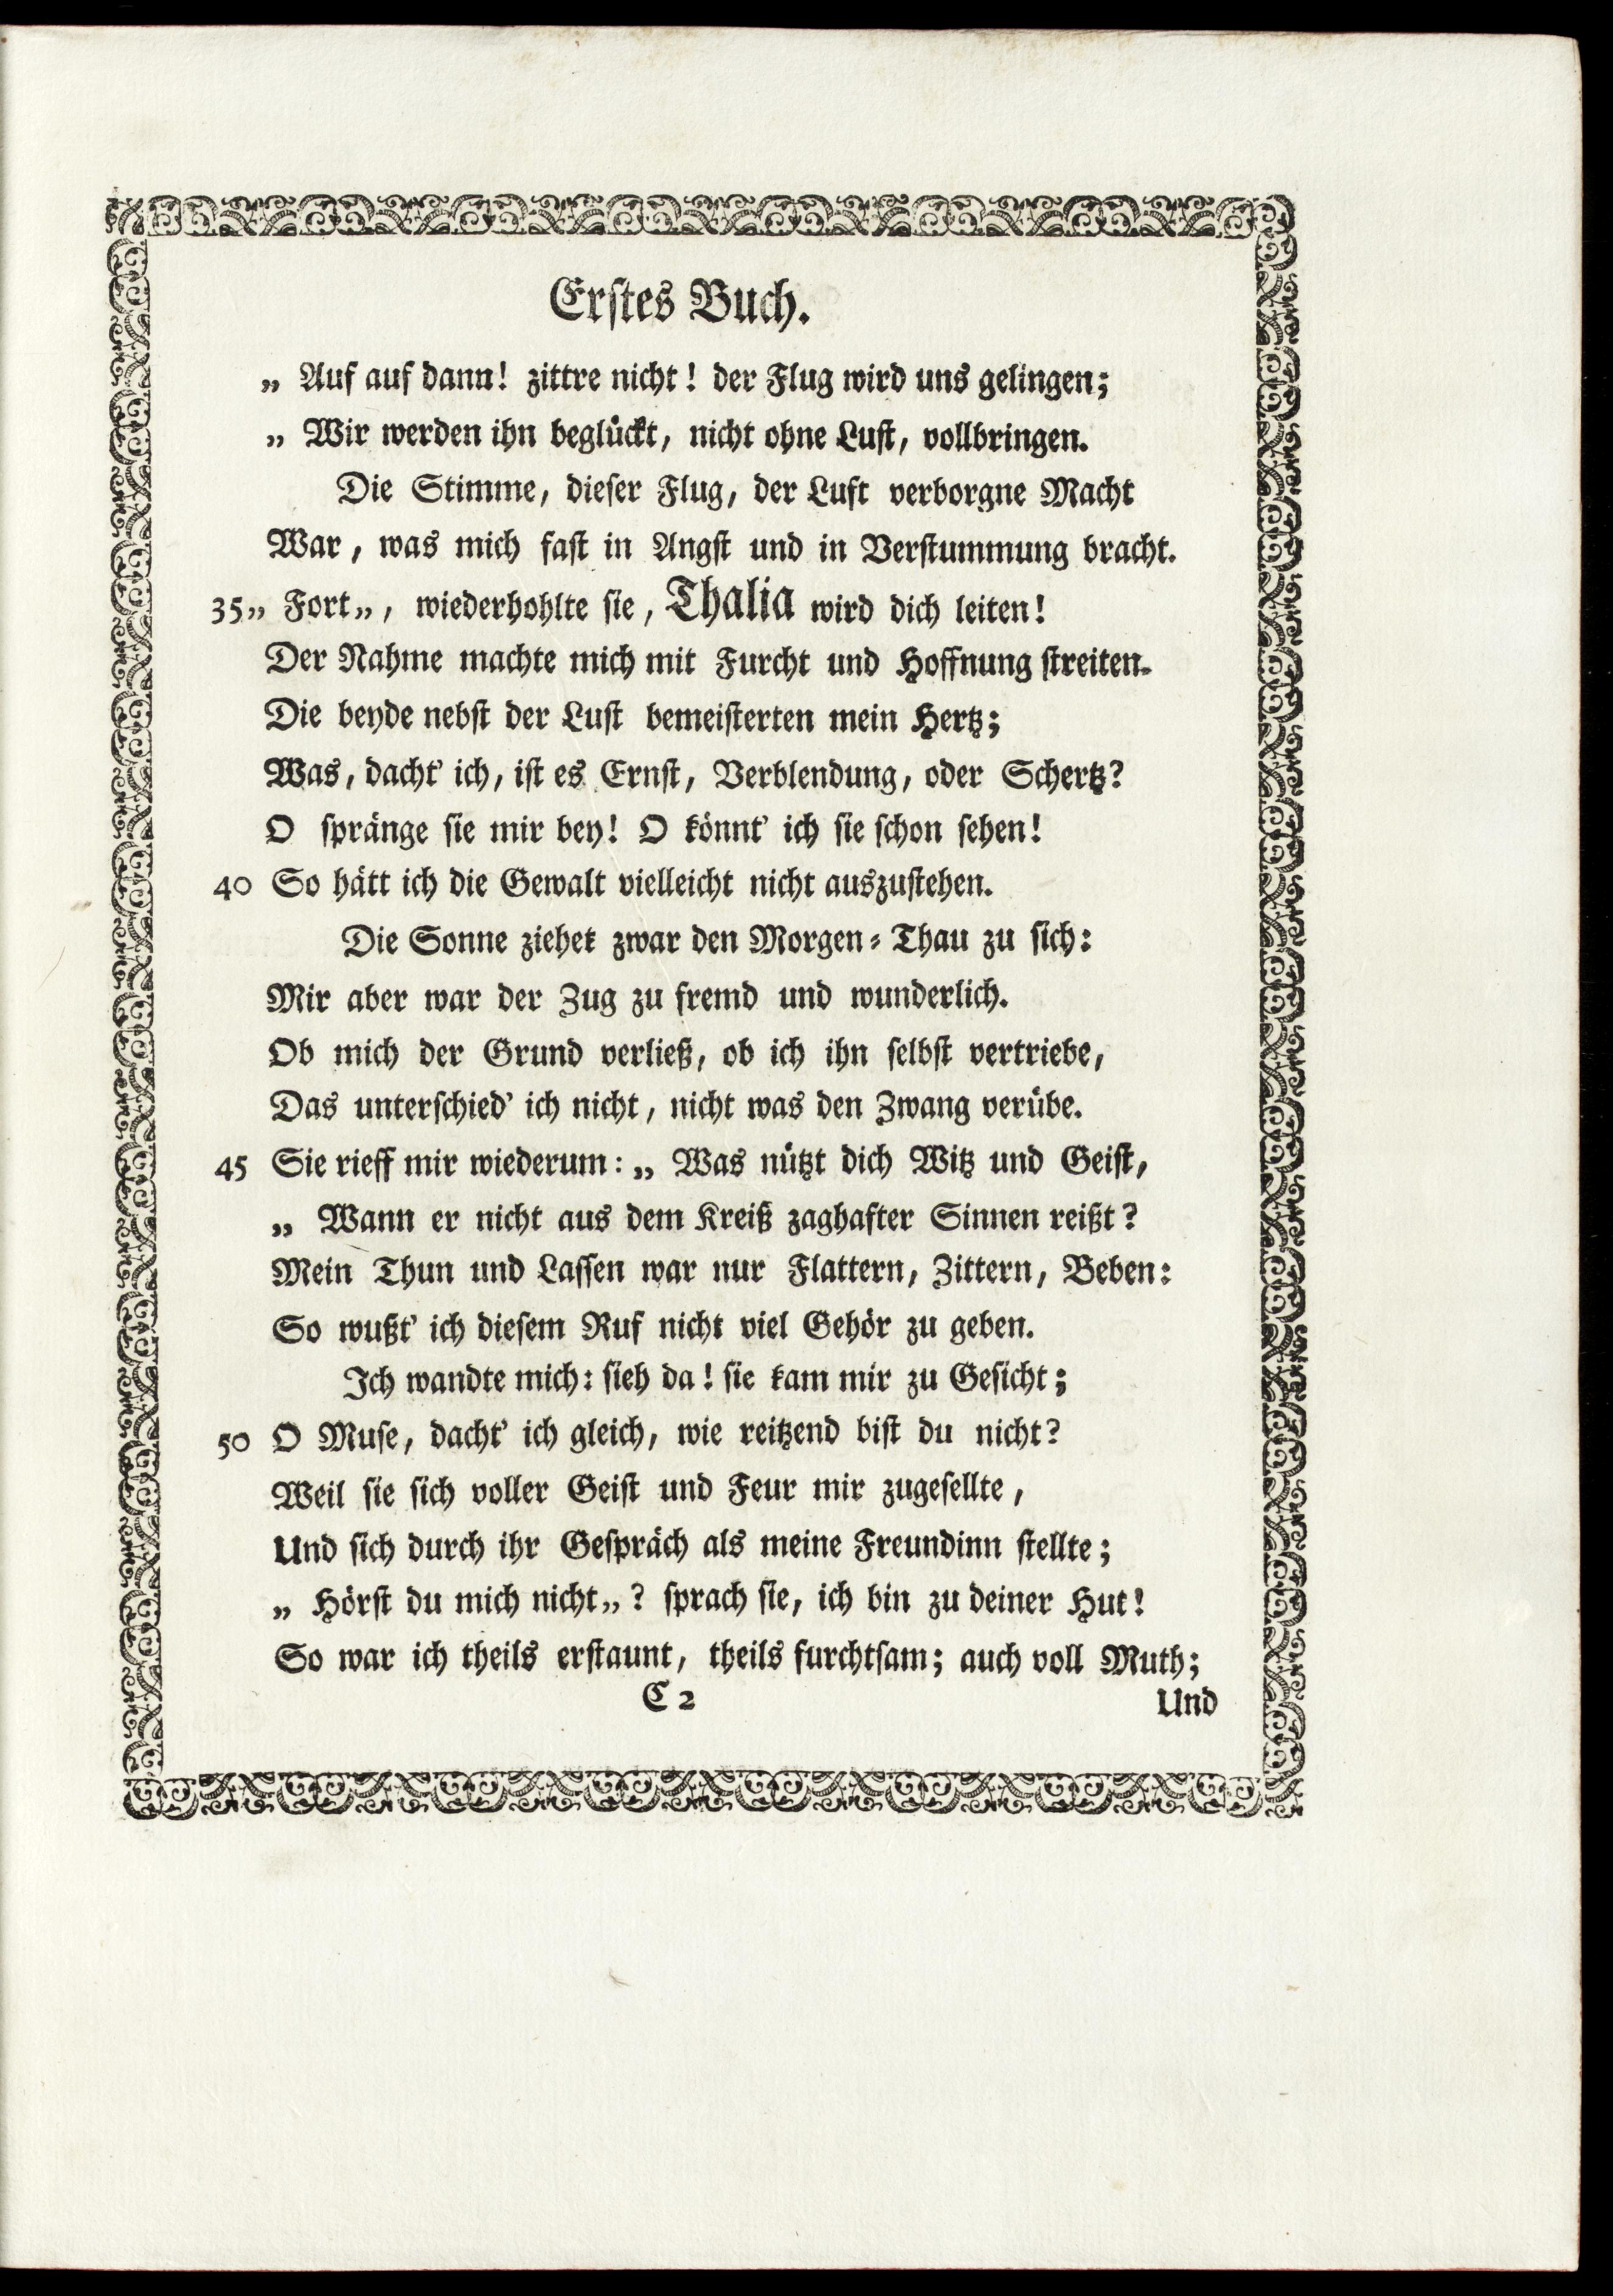 Erstes Buch.
„ Auf auf dann! zittre nicht! der Flug wird uns gelingen;
„ Wir werden ihn beglückt, nicht ohne Lust, vollbringen.
Die Stimme, dieser Flug, der Luft verborgne Macht
War, was mich fast in Angst und in Verstummung bracht.
35„ Fort„, wiederhohlte sie, Thalia wird dich leiten!
Der Nahme machte mich mit Furcht und Hoffnung streiten.
Die beyde nebst der Lust bemeisterten mein Hertz;
Was, dacht' ich, ist es Ernst, Verblendung, oder Schertz?
O spränge sie mir bey! O könnt' ich sie schon sehen!
40 So hätt ich die Gewalt vielleicht nicht auszustehen.
Die Sonne ziehet zwar den Morgen-Thau zu sich:
Mir aber war der Zug zu fremd und wunderlich.
Ob mich der Grund verließ, ob ich ihn selbst vertriebe,
Das unterschied' ich nicht, nicht was den Zwang verübe.
45 Sie rieff mir wiederum: „ Was nützt dich Witz und Geist,
„ Wann er nicht aus dem Kreiß zaghafter Sinnen reißt?
Mein Thun und Lassen war nur Flattern, Zittern, Beben:
So wußt' ich diesem Ruf nicht viel Gehör zu geben.
Ich wandte mich: sieh da! sie kam mir zu Gesicht;
50 O Muse, dacht' ich gleich, wie reitzend bist du nicht?
Weil sie sich voller Geist und Feur mir zugesellte,
Und sich durch ihr Gespräch als meine Freundinn stellte;
„ Hörst du mich nicht„? sprach sie, ich bin zu deiner Hut!
So war ich theils erstaunt, theils furchtsam; auch voll Muth;
C 2 Und